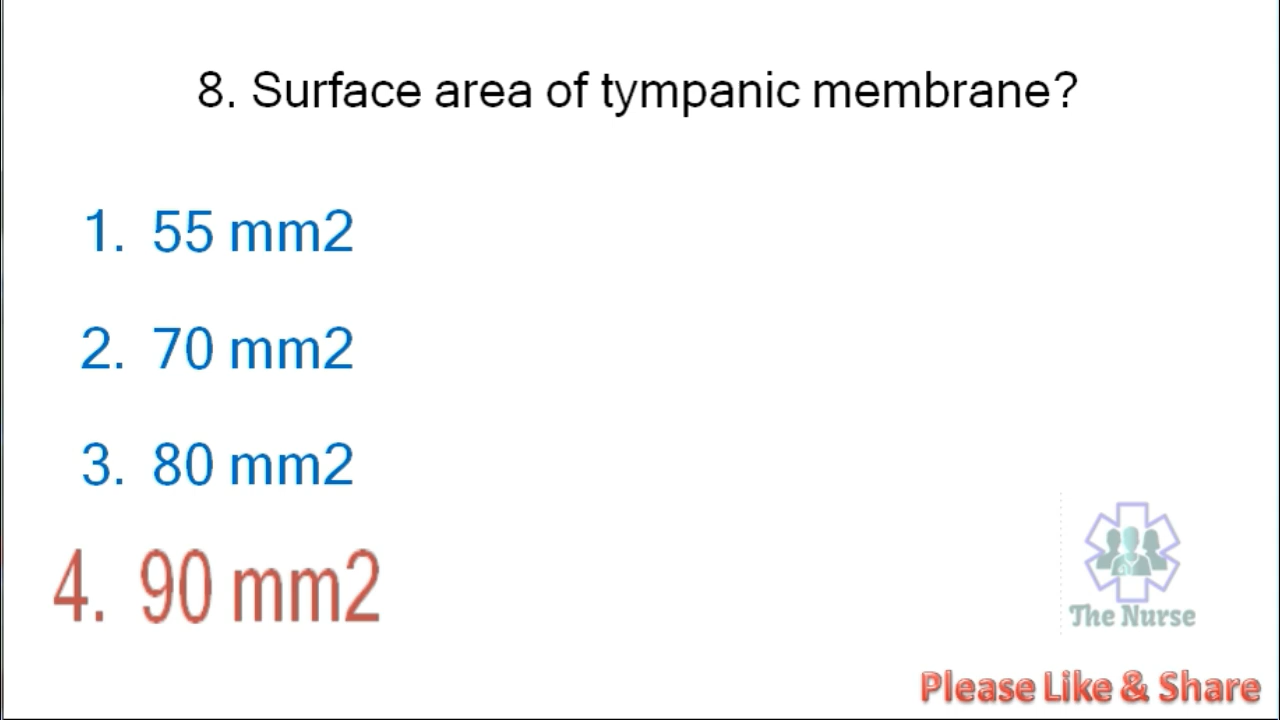 8. Surface area of tympanic membrane?
1. 55 mm2
2. 70 mm2
3. 80 mm2
4. 90 mm2
The Nurse
Please Like & Share